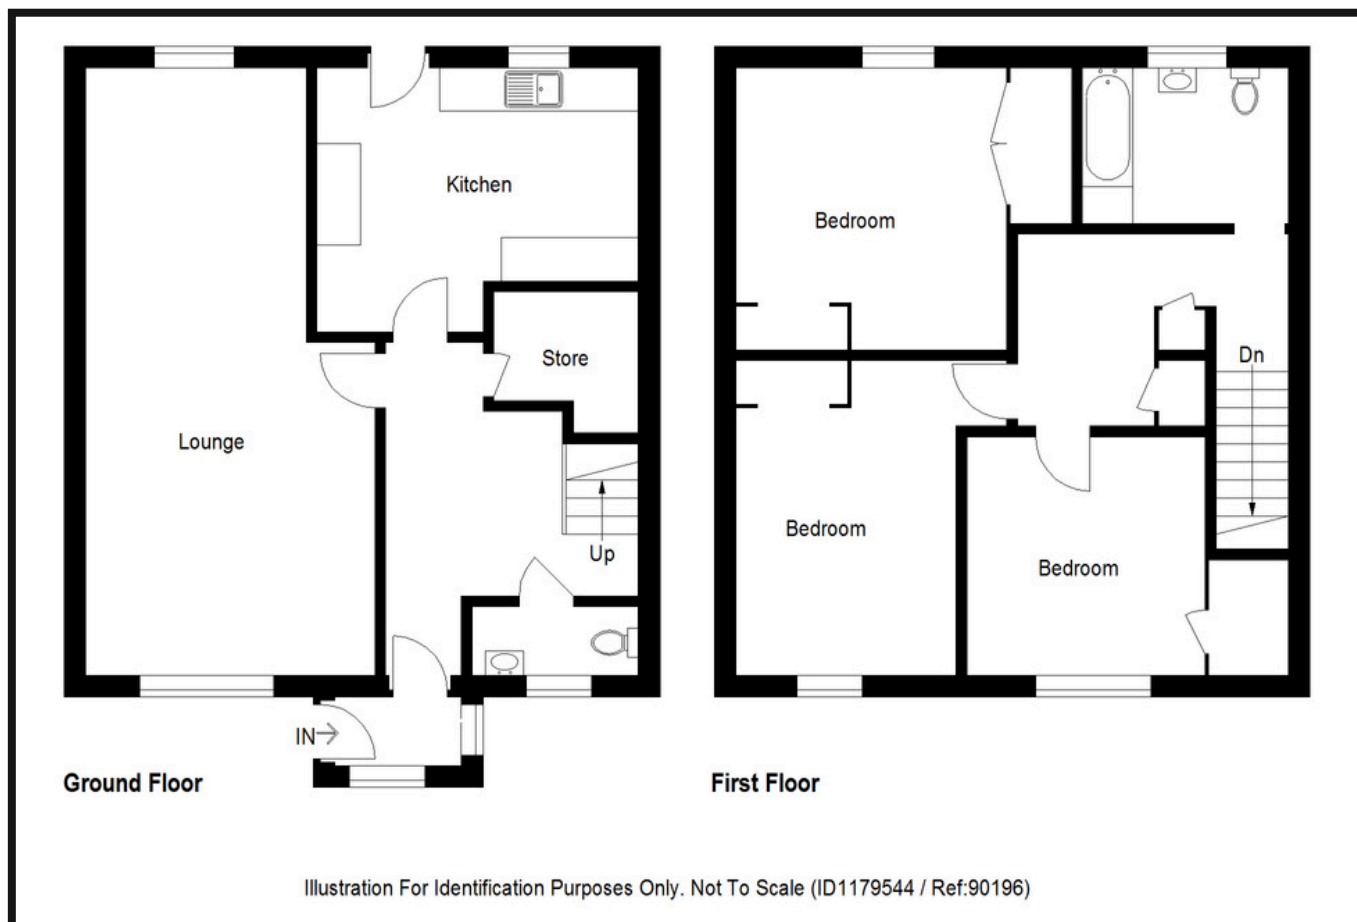 Kitchen
Store
Lounge
Up
IN
Ground Floor
Bedroom
Dn
Bedroom
Bedroom
First Floor
Illustration For Identification Purposes Only. Not To Scale (ID1179544 / Ref:90196)